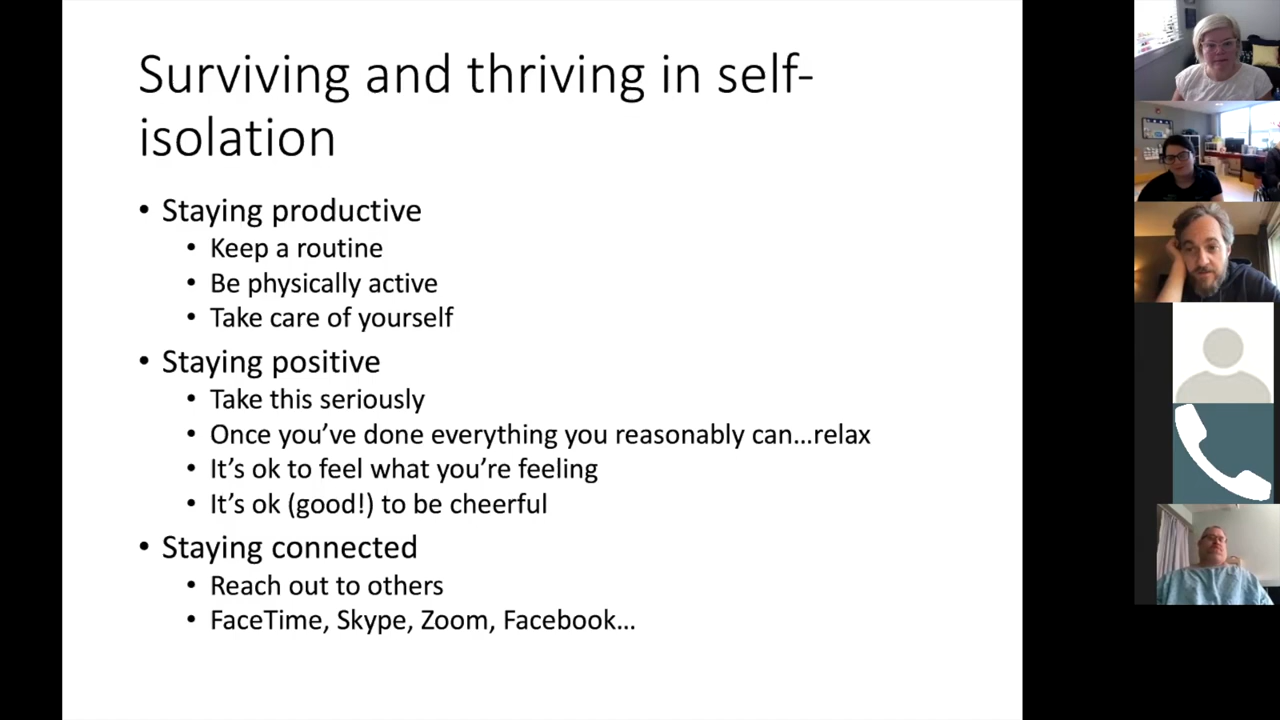 Surviving and thriving in self-
isolation
• Staying productive
• Keep a routine
• Be physically active
• Take care of yourself
• Staying positive
• Take this seriously
• Once you’ve done everything you reasonably can…relax
• It’s ok to feel what you’re feeling
• It’s ok (good!) to be cheerful
• Staying connected
• Reach out to others
• FaceTime, Skype, Zoom, Facebook…